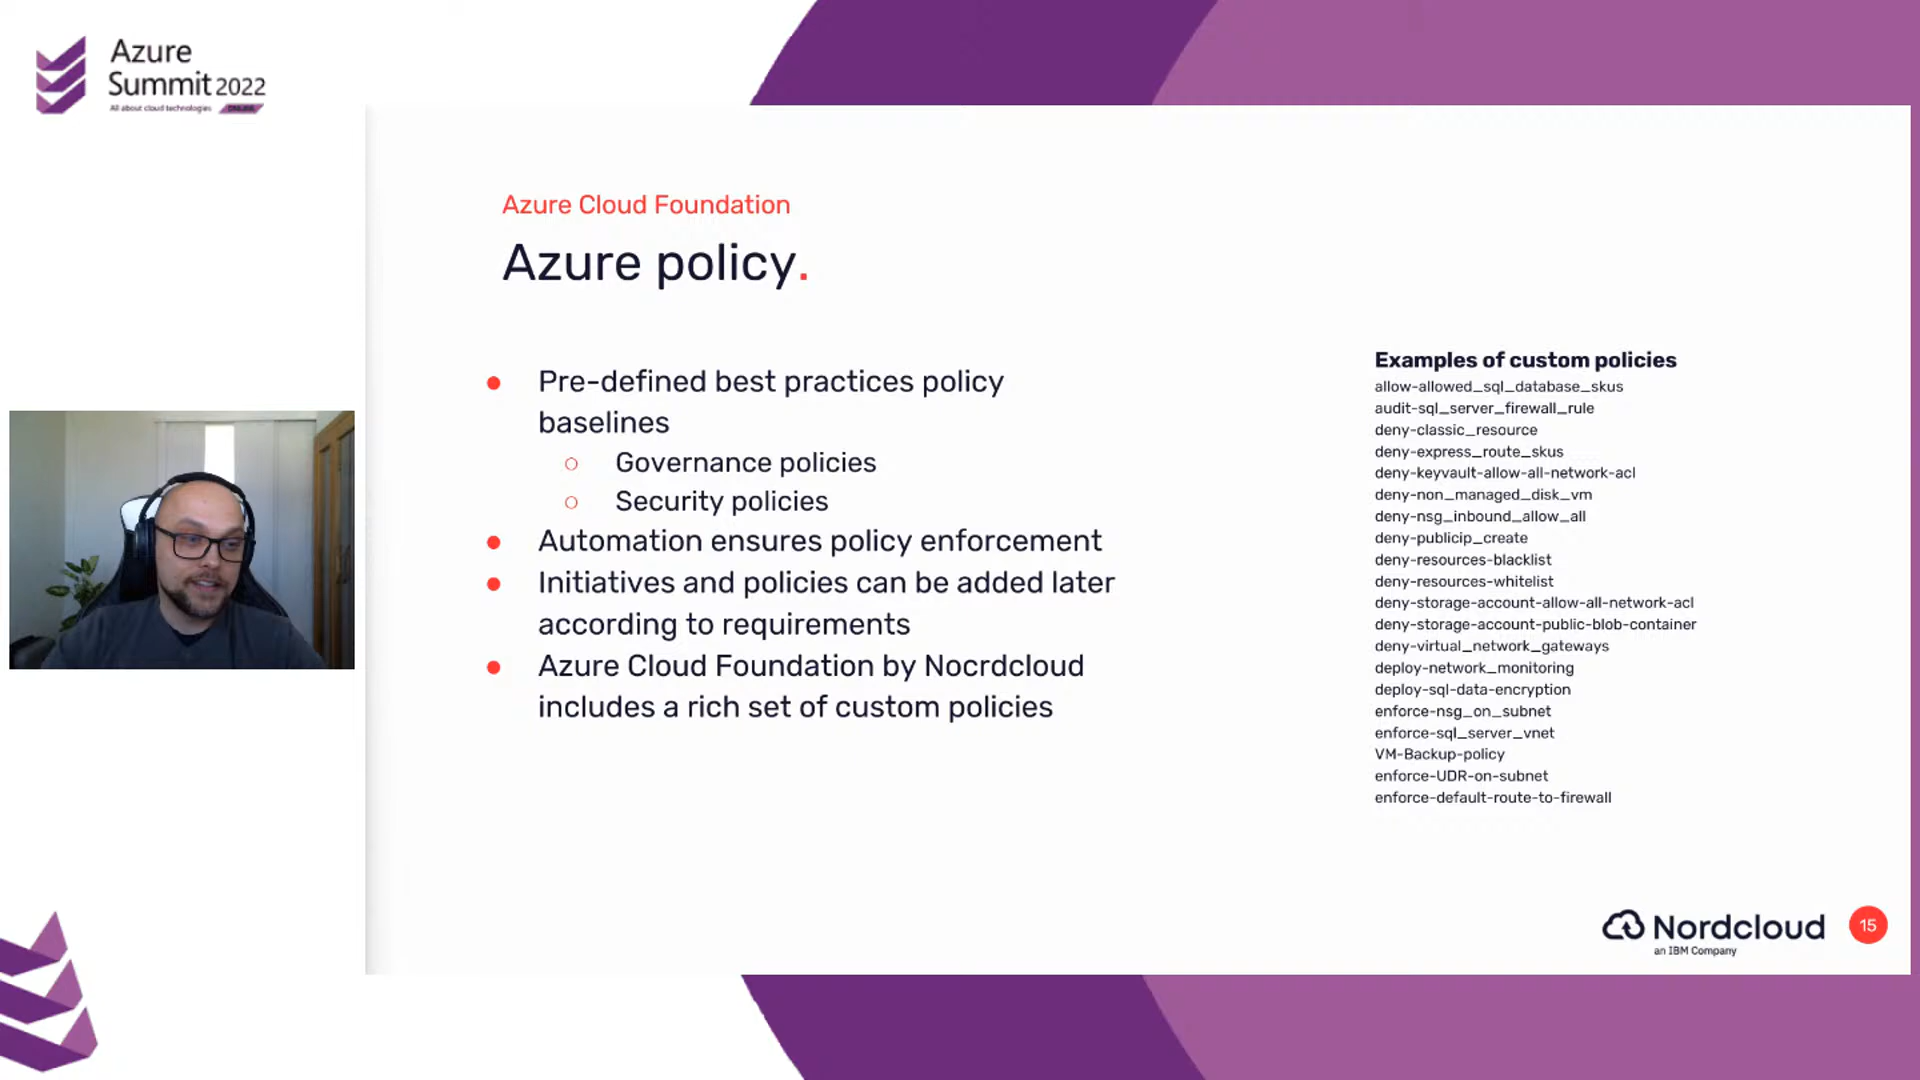 Azure
Summit 2022
All about cloud technologies ONLINE
Azure Cloud Foundation
Azure policy.
Pre-defined best practices policy
baselines
Governance policies
Security policies
Automation ensures policy enforcement
Initiatives and policies can be added later
according to requirements
Azure Cloud Foundation by Nocrdcloud
includes a rich set of custom policies
Examples of custom policies
allow-allowed_sql_database_skus
audit-sql_server_firewall_rule
deny-classic_resource
deny-express_route_skus
deny-keyvault-allow-all-network-acl
deny-non_managed_disk_vm
deny-nsg_inbound_allow_all
deny-publicip_create
deny-resources-blacklist
deny-resources-whitelist
deny-storage-account-allow-all-network-acl
deny-storage-account-public-blob-container
deny-virtual_network_gateways
deploy-network_monitoring
deploy-sql-data-encryption
enforce-nsg_on_subnet
enforce-sql_server_vnet
VM-Backup-policy
enforce-UDR-on-subnet
enforce-default-route-to-firewall
Nordcloud
an IBM Company
15